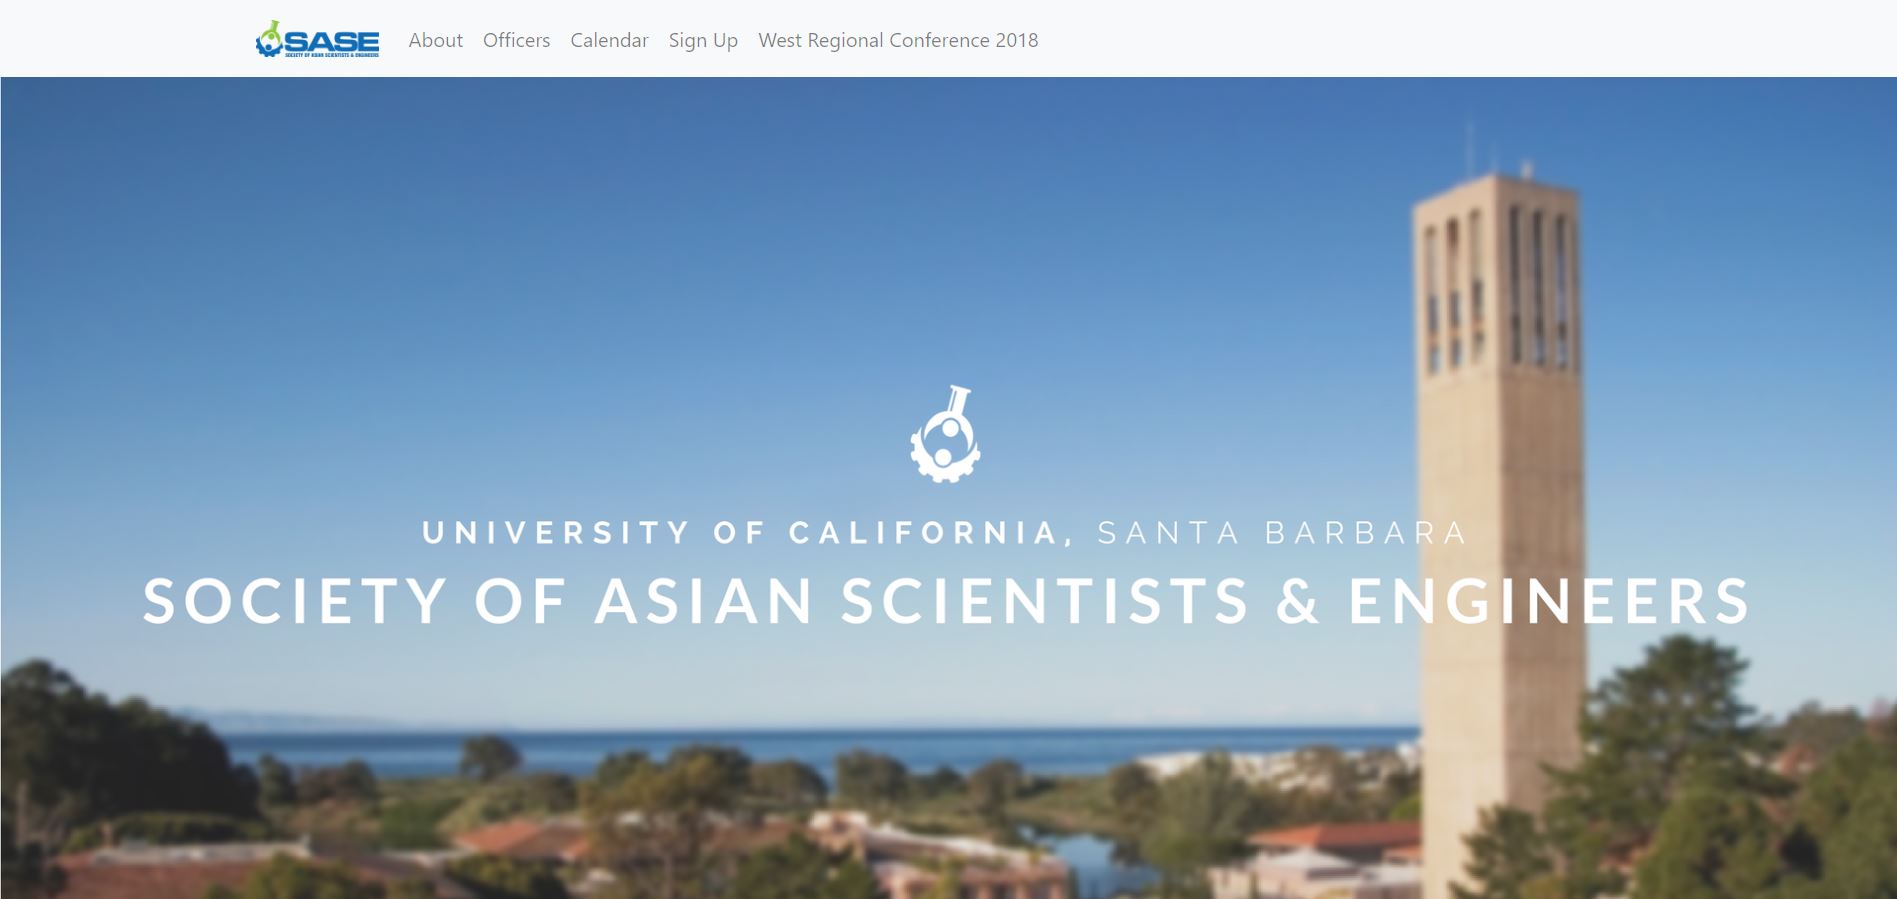 SASE
SOCIETY OF ASIAN SCIENTISTS & ENGINEERS
About Officers Calendar Sign Up West Regional Conference 2018
UNIVERSITY OF CALIFORNIA, SANTA BARBARA
SOCIETY OF ASIAN SCIENTISTS & ENGINEERS